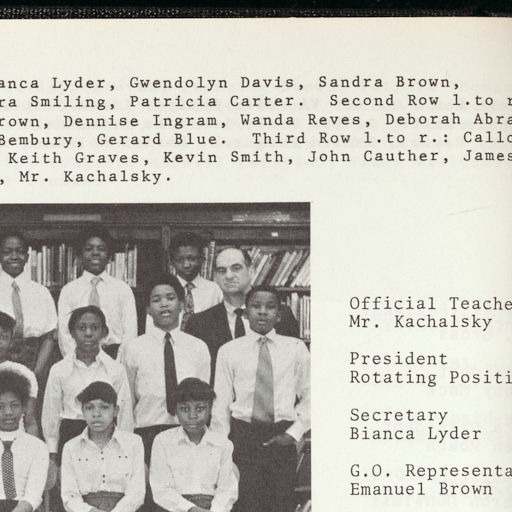 anca Lyder, Gwendolyn Davis, Sandra Brown,
ra Smiling, Patricia Carter. Second Row l.to r
rown, Dennise Ingram, Wanda Reves, Deborah Abra
Bembury, Gerard Blue. Third Row l.to r.: Callo
Keith Graves, Kevin Smith, John Cauther, James
, Mr. Kachalsky.
Official Teache
Mr. Kachalsky
President
Rotating Positi
Secretary
Bianca Lyder
G.O. Representa
Emanuel Brown